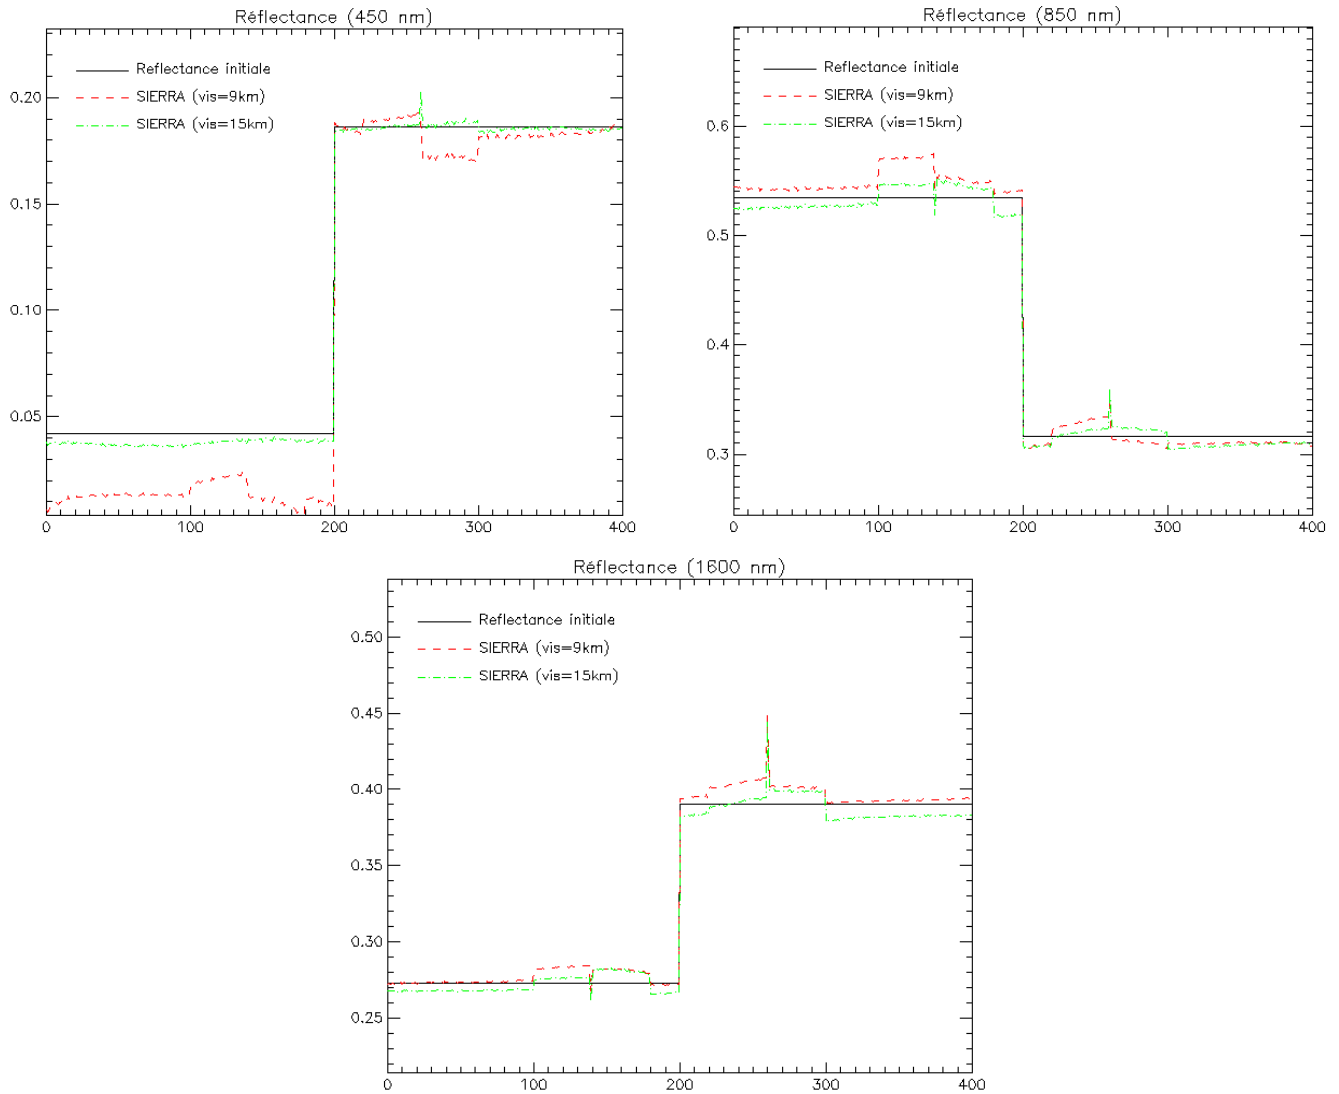 Réflectance (450 nm)
Reflectance initiale
SIERRA (vis=9km)
SIERRA (vis=15km)
0.20
0.15
0.10
0.05
0
100
200
300
400
Réflectance (850 nm)
Reflectance initiale
SIERRA (vis=9km)
SIERRA (vis=15km)
0.6
0.5
0.4
0.3
0
100
200
300
400
Réflectance (1600 nm)
Reflectance initiale
SIERRA (vis=9km)
SIERRA (vis=15km)
0.50
0.45
0.40
0.35
0.30
0.25
0
100
200
300
400